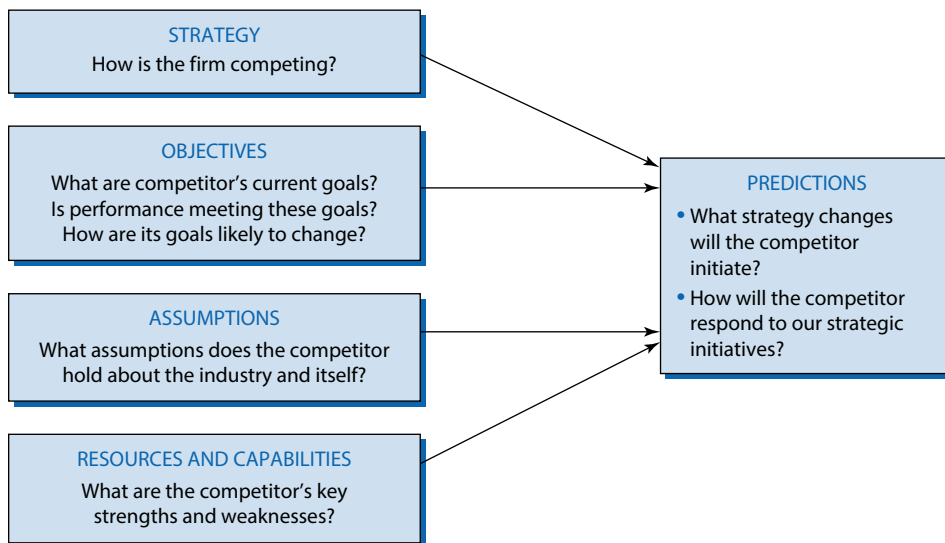 STRATEGY
How is the firm competing?
OBJECTIVES
What are competitor's current goals?
Is performance meeting these goals?
How are its goals likely to change?
ASSUMPTIONS
What assumptions does the competitor
hold about the industry and itself?
RESOURCES AND CAPABILITIES
What are the competitor's key
strengths and weaknesses?
PREDICTIONS
• What strategy changes
will the competitor
initiate?
• How will the competitor
respond to our strategic
initiatives?